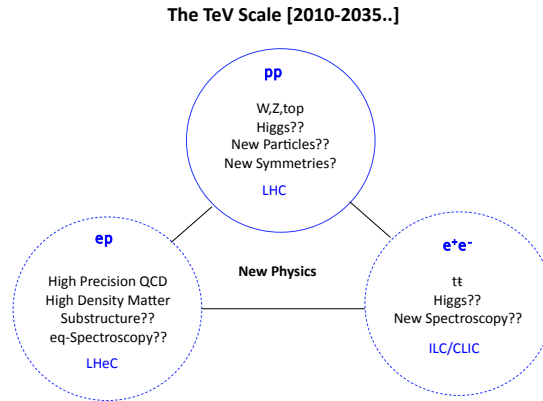 The TeV Scale [2010-2035..]
pp
W,Z,top
Higgs??
New Particles??
New Symmetries?
LHC
ep
High Precision QCD
High Density Matter
Substructure??
eq-Spectroscopy??
LHeC
New Physics
e⁺e⁻
tŧ
Higgs??
New Spectroscopy??
ILC/CLIC